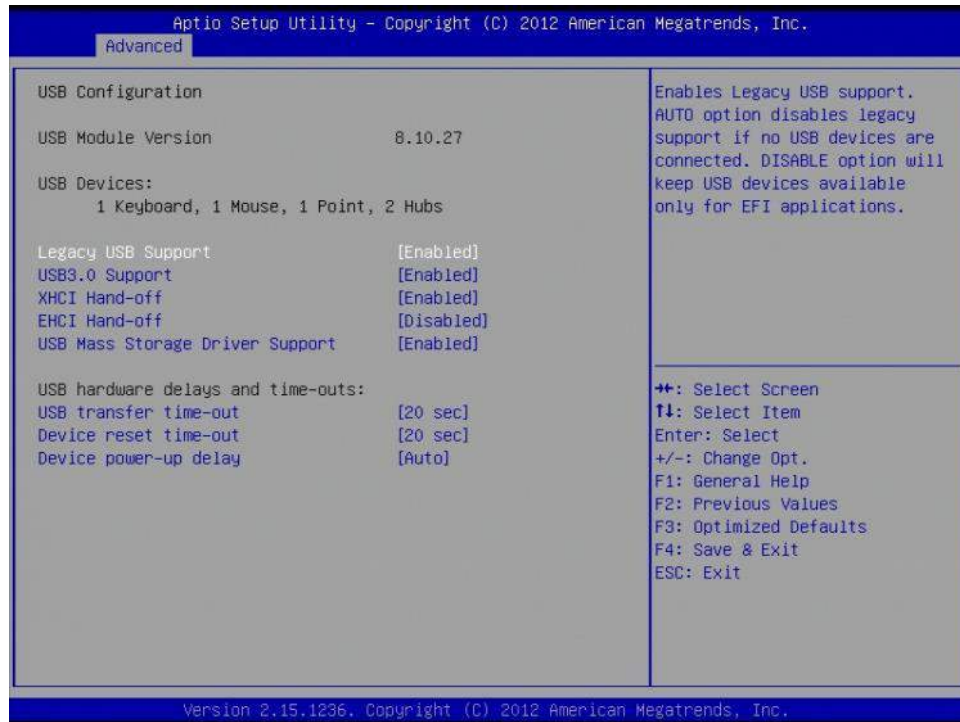 Aptio Setup Utility – Copyright (C) 2012 American Megatrends, Inc.
Advanced
USB Configuration
USB Module Version 8.10.27
USB Devices:
1 Keyboard, 1 Mouse, 1 Point, 2 Hubs
Legacy USB Support [Enabled]
USB3.0 Support [Enabled]
XHCI Hand-off [Enabled]
EHCI Hand-off [Disabled]
USB Mass Storage Driver Support [Enabled]
USB hardware delays and time-outs:
USB transfer time-out [20 sec]
Device reset time-out [20 sec]
Device power-up delay [Auto]
Enables Legacy USB support.
AUTO option disables legacy
support if no USB devices are
connected. DISABLE option will
keep USB devices available
only for EFI applications.
→←: Select Screen
↑↓: Select Item
Enter: Select
+/-: Change Opt.
F1: General Help
F2: Previous Values
F3: Optimized Defaults
F4: Save & Exit
ESC: Exit
Version 2.15.1236. Copyright (C) 2012 American Megatrends, Inc.